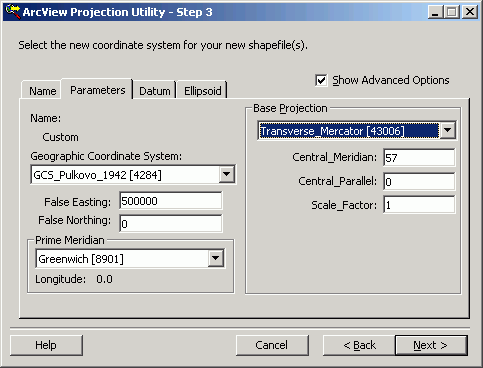 ArcView Projection Utility - Step 3
Select the new coordinate system for your new shapefile(s).
Show Advanced Options
Name Parameters Datum Ellipsoid
Name:
Custom
Geographic Coordinate System:
GCS_Pulkovo_1942 [4284]
False Easting: 500000
False Northing: 0
Prime Meridian
Greenwich [8901]
Longitude: 0.0
Base Projection
Transverse_Mercator [43006]
Central_Meridian: 57
Central_Parallel: 0
Scale_Factor: 1
Help Cancel < Back Next >